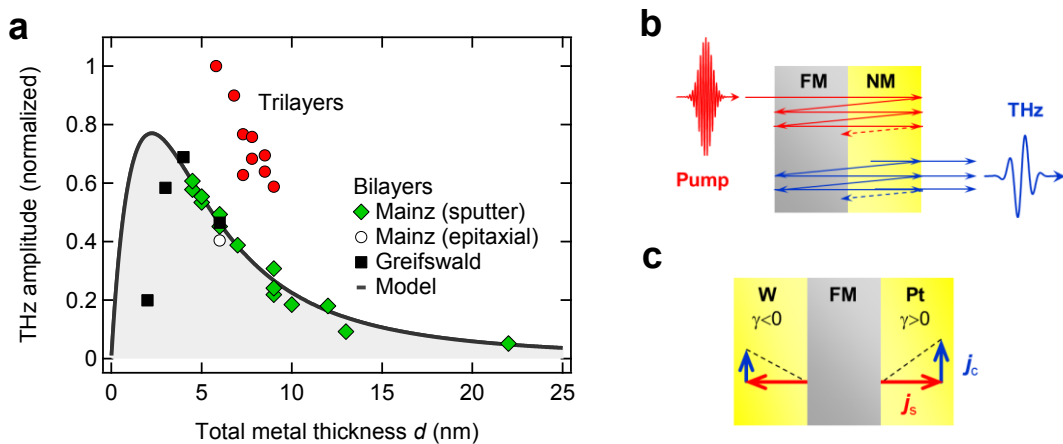 a
THz amplitude (normalized)
1
0.8
0.6
0.4
0.2
0
0
5
10
15
20
25
Total metal thickness d (nm)
Trilayers
Bilayers
Mainz (sputter)
Mainz (epitaxial)
Greifswald
Model
b
FM
NM
THz
Pump
c
W
FM
Pt
γ<0
γ>0
jc
js